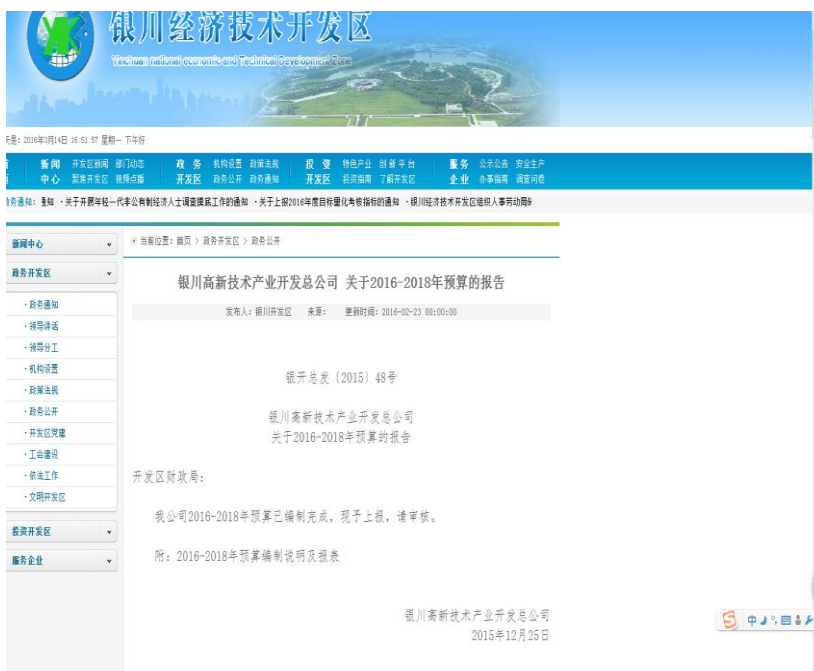 银川经济技术开发区
Yinchuan national economic and Technical Development Zone
天是: 2016年3月14日 16:51:57 星期一 下午好
新闻 开发区新闻 部门动态 政务 机构设置 政策法规 投资 特色产业 创新平台 服务 公示公告 安全生产
中心 聚焦开发区 视频点播 开发区 政务公开 政务通知 开发区 投资指南 了解开发区 企业 办事指南 调查问卷
政务通知: 通知 ·关于开展年轻一代非公有制经济人士调查摸底工作的通知 ·关于上报2016年度目标量化考核指标的通知 ·银川经济技术开发区组织人事劳动局
新闻中心
政务开发区
·政务通知
·领导讲话
·领导分工
·机构设置
·政策法规
·政务公开
·开发区党建
·工会建设
·依法工作
·文明开发区
投资开发区
服务企业
当前位置: 首页 > 政务开发区 > 政务公开
银川高新技术产业开发总公司 关于2016-2018年预算的报告
发布人: 银川开发区 来源: 更新时间: 2016-02-23 00:00:00
银开总发〔2015〕48号
银川高新技术产业开发总公司
关于2016-2018年预算的报告
开发区财政局:
我公司2016-2018年预算已编制完成, 现予上报, 请审核。
附: 2016-2018年预算编制说明及报表
银川高新技术产业开发总公司
2015年12月25日
中